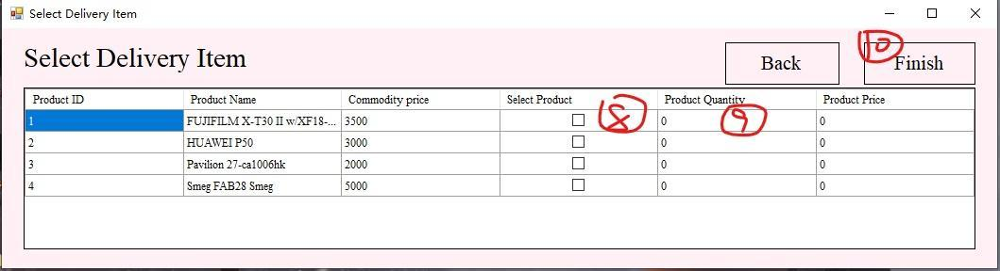 Select Delivery Item
Select Delivery Item
Back
10
Finish
Product ID Product Name Commodity price Select Product Product Quantity Product Price
1 FUJIFILM X-T30 II w/XF18-... 3500 8 0 9 0
2 HUAWEI P50 3000 0 0
3 Pavilion 27-ca1006hk 2000 0 0
4 Smeg FAB28 Smeg 5000 0 0